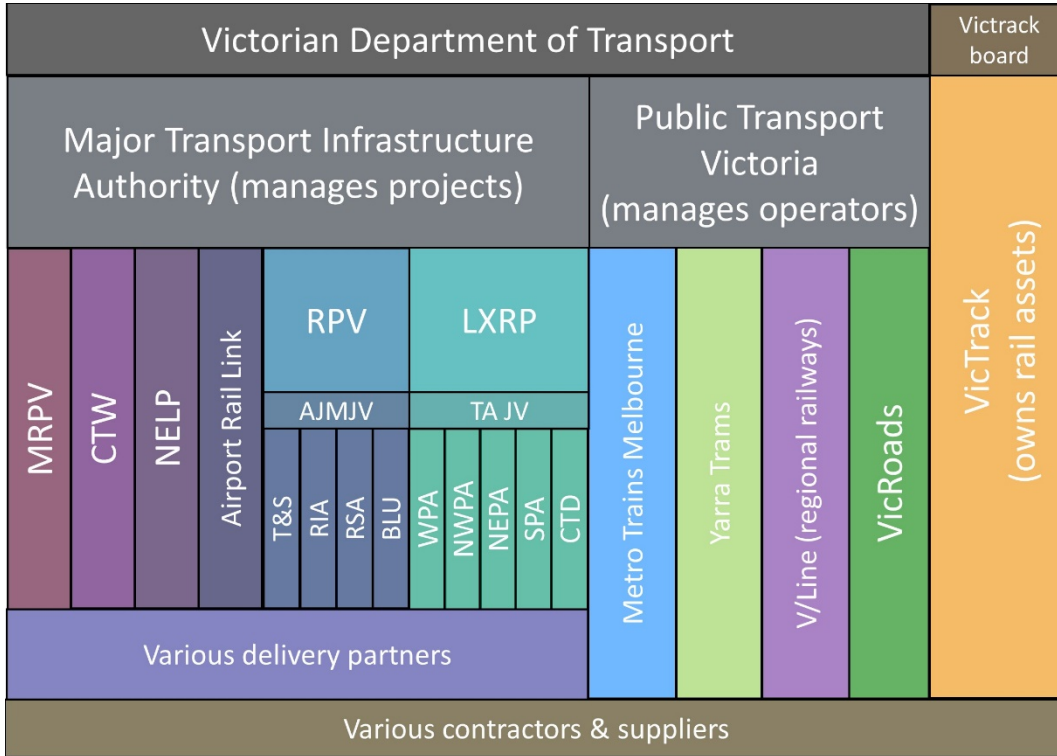 Victorian Department of Transport
Victrack
board
Major Transport Infrastructure
Authority (manages projects)
Public Transport
Victoria
(manages operators)
MRPV
CTW
NELP
Airport Rail Link
RPV
LXRP
AJMJV
TA JV
T&S
RIA
RSA
BLU
WPA
NWPA
NEPA
SPA
CTD
Metro Trains Melbourne
Yarra Trams
V/Line (regional railways)
VicRoads
VicTrack
(owns rail assets)
Various delivery partners
Various contractors & suppliers